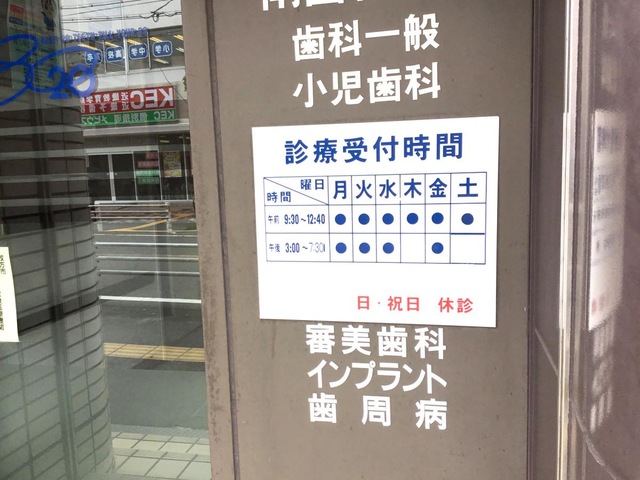 歯科一般
小児歯科
診療受付時間
曜日 時間 月 火 水 木 金 土
午前 9:30~12:40 ● ● ● ● ● ●
午後 3:00~7:30 ● ● ● ●
日・祝日 休診
審美歯科
インプラント
歯周病
KEC
KEC